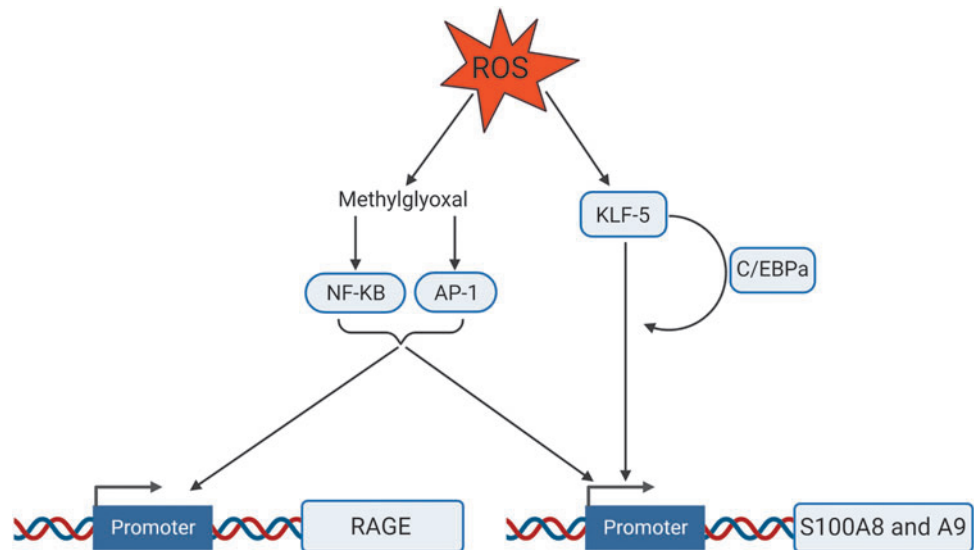 ROS
Methylglyoxal
KLF-5
C/EBPa
NF-KB
AP-1
Promoter
RAGE
Promoter
S100A8 and A9